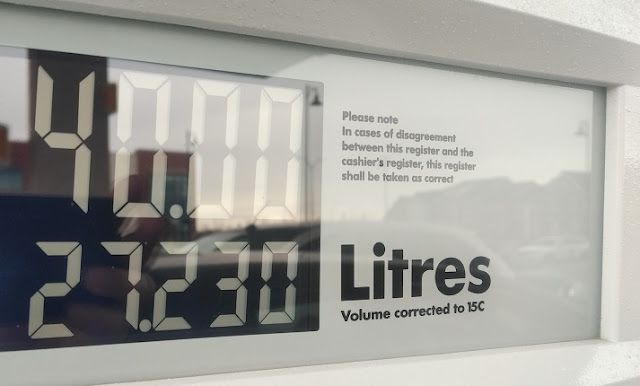 40.00
Please note
In cases of disagreement
between this register and the
cashier's register, this register
shall be taken as correct
27.230
Litres
Volume corrected to 15C